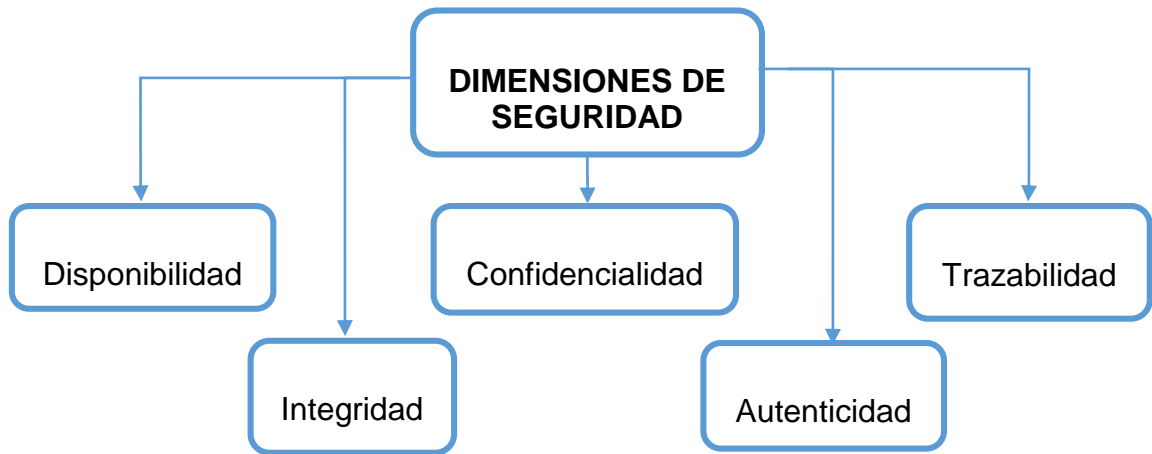 DIMENSIONES DE
SEGURIDAD
Disponibilidad
Confidencialidad
Trazabilidad
Integridad
Autenticidad